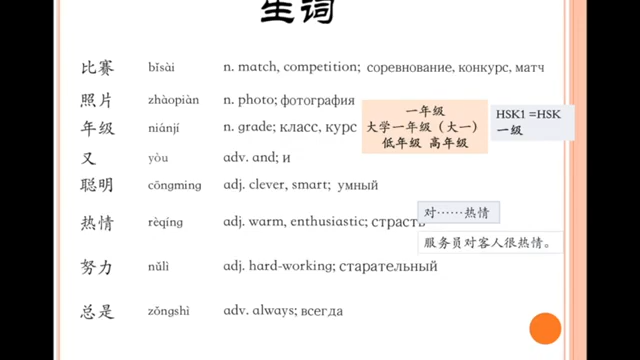 生词
比赛 bǐsài n. match, competition; соревнование, конкурс, матч
照片 zhàopiàn n. photo; фотография
年级 niánjí n. grade; класс, курс
一年级
大学一年级（大一）
低年级 高年级
HSK1 =HSK
一级
又 yòu adv. and; и
聪明 cōngming adj. clever, smart; умный
热情 rèqíng adj. warm, enthusiastic; страсть
对……热情
服务员对客人很热情。
努力 nǔlì adj. hard-working; старательный
总是 zǒngshì adv. always; всегда